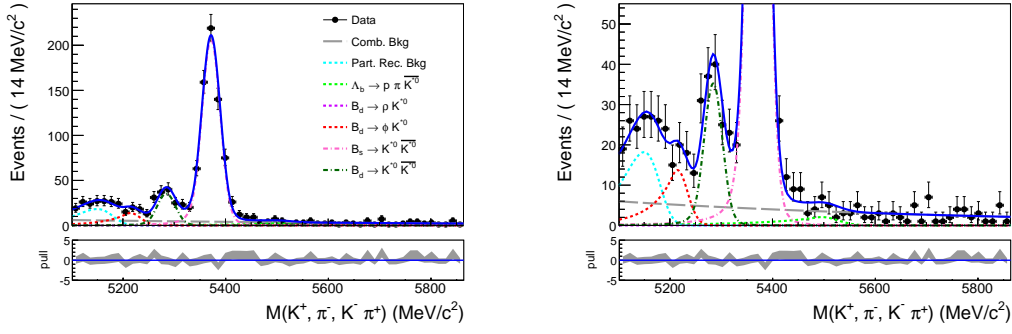 Events / ( 14 MeV/c² )
200
150
100
50
0
Data
Comb. Bkg
Part. Rec. Bkg
Λb → p π K̅*0
Bd → ρ K*0
Bd → φ K*0
Bs → K*0 K̅*0
Bd → K*0 K̅*0
pull
5
0
-5
5200
5400
5600
5800
M(K⁺, π⁻, K⁻ π⁺) (MeV/c²)
Events / ( 14 MeV/c² )
50
40
30
20
10
0
pull
5
0
-5
5200
5400
5600
5800
M(K⁺, π⁻, K⁻ π⁺) (MeV/c²)